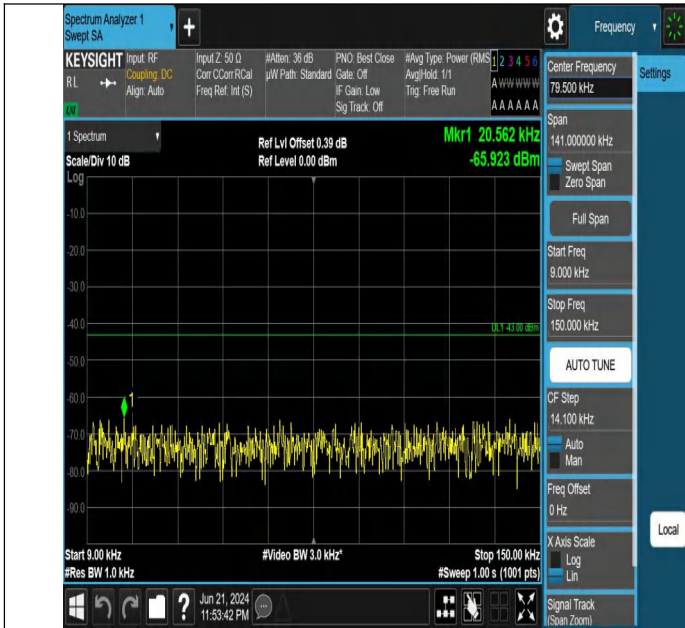 Spectrum Analyzer 1
Swept SA
Frequency
KEYSIGHT
RL
Input: RF
Coupling: DC
Align: Auto
Input Z: 50 Ω
Corr CCorr RCal
Freq Ref: Int (S)
#Atten: 36 dB
µW Path: Standard
PNO: Best Close
Gate: Off
IF Gain: Low
Sig Track: Off
#Avg Type: Power (RMS
Avg|Hold: 1/1
Trig: Free Run
1 2 3 4 5 6
A W W W W W
A A A A A A
1 Spectrum
Scale/Div 10 dB
Log
Ref Lvl Offset 0.39 dB
Ref Level 0.00 dBm
Mkr1 20.562 kHz
-65.923 dBm
-10.0
-20.0
-30.0
-40.0
DL1 -43.00 dBm
-50.0
-60.0
1
-70.0
-80.0
-90.0
Start 9.00 kHz
#Res BW 1.0 kHz
#Video BW 3.0 kHz*
Stop 150.00 kHz
#Sweep 1.00 s (1001 pts)
Jun 21, 2024
11:53:42 PM
?
Center Frequency
79.500 kHz
Span
141.000000 kHz
Swept Span
Zero Span
Full Span
Start Freq
9.000 kHz
Stop Freq
150.000 kHz
AUTO TUNE
CF Step
14.100 kHz
Auto
Man
Freq Offset
0 Hz
X Axis Scale
Log
Lin
Signal Track
(Span Zoom)
Settings
Local